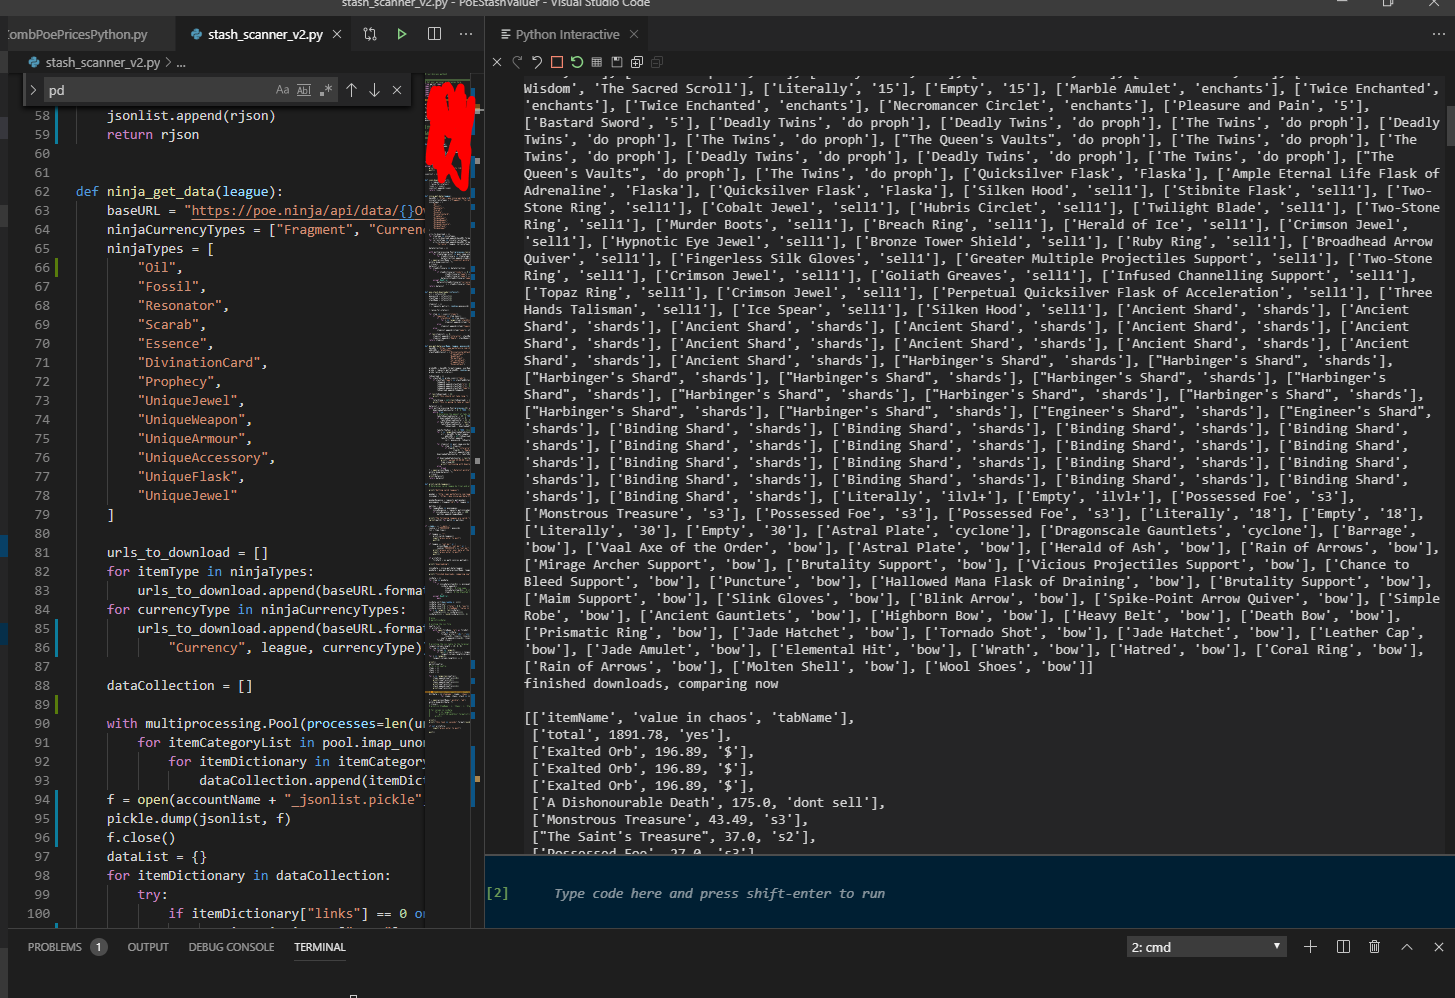 stash_scanner_v2.py - PoEStashValuer - Visual Studio Code
CombPoePricesPython.py
stash_scanner_v2.py
stash_scanner_v2.py > ...
pd
Aa Abl .*
58 jsonlist.append(rjson)
59 return rjson
60
61
62 def ninja_get_data(league):
63 baseURL = "https://poe.ninja/api/data/{}Ov
64 ninjaCurrencyTypes = ["Fragment", "Curren
65 ninjaTypes = [
66 "Oil",
67 "Fossil",
68 "Resonator",
69 "Scarab",
70 "Essence",
71 "DivinationCard",
72 "Prophecy",
73 "UniqueJewel",
74 "UniqueWeapon",
75 "UniqueArmour",
76 "UniqueAccessory",
77 "UniqueFlask",
78 "UniqueJewel"
79 ]
80
81 urls_to_download = []
82 for itemType in ninjaTypes:
83 urls_to_download.append(baseURL.forma
84 for currencyType in ninjaCurrencyTypes:
85 urls_to_download.append(baseURL.forma
86 "Currency", league, currencyType)
87
88 dataCollection = []
89
90 with multiprocessing.Pool(processes=len(u
91 for itemCategoryList in pool.imap_uno
92 for itemDictionary in itemCategor
93 dataCollection.append(itemDic
94 f = open(accountName + "_jsonlist.pickle"
95 pickle.dump(jsonlist, f)
96 f.close()
97 dataList = {}
98 for itemDictionary in dataCollection:
99 try:
100 if itemDictionary["links"] == 0 o
Python Interactive
Wisdom', 'The Sacred Scroll'], ['Literally', '15'], ['Empty', '15'], ['Marble Amulet', 'enchants'], ['Twice Enchanted',
'enchants'], ['Twice Enchanted', 'enchants'], ['Necromancer Circlet', 'enchants'], ['Pleasure and Pain', '5'],
['Bastard Sword', '5'], ['Deadly Twins', 'do proph'], ['Deadly Twins', 'do proph'], ['The Twins', 'do proph'], ['Deadly
Twins', 'do proph'], ['The Twins', 'do proph'], ["The Queen's Vaults", 'do proph'], ['The Twins', 'do proph'], ['The
Twins', 'do proph'], ['Deadly Twins', 'do proph'], ['Deadly Twins', 'do proph'], ['The Twins', 'do proph'], ["The
Queen's Vaults", 'do proph'], ['The Twins', 'do proph'], ['Quicksilver Flask', 'Flaska'], ['Ample Eternal Life Flask of
Adrenaline', 'Flaska'], ['Quicksilver Flask', 'Flaska'], ['Silken Hood', 'sell1'], ['Stibnite Flask', 'sell1'], ['Two-
Stone Ring', 'sell1'], ['Cobalt Jewel', 'sell1'], ['Hubris Circlet', 'sell1'], ['Twilight Blade', 'sell1'], ['Two-Stone
Ring', 'sell1'], ['Murder Boots', 'sell1'], ['Breach Ring', 'sell1'], ['Herald of Ice', 'sell1'], ['Crimson Jewel',
'sell1'], ['Hypnotic Eye Jewel', 'sell1'], ['Bronze Tower Shield', 'sell1'], ['Ruby Ring', 'sell1'], ['Broadhead Arrow
Quiver', 'sell1'], ['Fingerless Silk Gloves', 'sell1'], ['Greater Multiple Projectiles Support', 'sell1'], ['Two-Stone
Ring', 'sell1'], ['Crimson Jewel', 'sell1'], ['Goliath Greaves', 'sell1'], ['Infused Channelling Support', 'sell1'],
['Topaz Ring', 'sell1'], ['Crimson Jewel', 'sell1'], ['Perpetual Quicksilver Flask of Acceleration', 'sell1'], ['Three
Hands Talisman', 'sell1'], ['Ice Spear', 'sell1'], ['Silken Hood', 'sell1'], ['Ancient Shard', 'shards'], ['Ancient
Shard', 'shards'], ['Ancient Shard', 'shards'], ['Ancient Shard', 'shards'], ['Ancient Shard', 'shards'], ['Ancient
Shard', 'shards'], ['Ancient Shard', 'shards'], ['Ancient Shard', 'shards'], ['Ancient Shard', 'shards'], ['Ancient
Shard', 'shards'], ['Ancient Shard', 'shards'], ["Harbinger's Shard", 'shards'], ["Harbinger's Shard", 'shards'],
["Harbinger's Shard", 'shards'], ["Harbinger's Shard", 'shards'], ["Harbinger's Shard", 'shards'], ["Harbinger's
Shard", 'shards'], ["Harbinger's Shard", 'shards'], ["Harbinger's Shard", 'shards'], ["Harbinger's Shard", 'shards'],
["Harbinger's Shard", 'shards'], ["Harbinger's Shard", 'shards'], ["Engineer's Shard", 'shards'], ["Engineer's Shard",
'shards'], ['Binding Shard', 'shards'], ['Binding Shard', 'shards'], ['Binding Shard', 'shards'], ['Binding Shard',
'shards'], ['Binding Shard', 'shards'], ['Binding Shard', 'shards'], ['Binding Shard', 'shards'], ['Binding Shard',
'shards'], ['Binding Shard', 'shards'], ['Binding Shard', 'shards'], ['Binding Shard', 'shards'], ['Binding Shard',
'shards'], ['Binding Shard', 'shards'], ['Binding Shard', 'shards'], ['Binding Shard', 'shards'], ['Binding Shard',
'shards'], ['Binding Shard', 'shards'], ['Literally', 'ilvl+'], ['Empty', 'ilvl+'], ['Possessed Foe', 's3'],
['Monstrous Treasure', 's3'], ['Possessed Foe', 's3'], ['Possessed Foe', 's3'], ['Literally', '18'], ['Empty', '18'],
['Literally', '30'], ['Empty', '30'], ['Astral Plate', 'cyclone'], ['Dragonscale Gauntlets', 'cyclone'], ['Barrage',
'bow'], ['Vaal Axe of the Order', 'bow'], ['Astral Plate', 'bow'], ['Herald of Ash', 'bow'], ['Rain of Arrows', 'bow'],
['Mirage Archer Support', 'bow'], ['Brutality Support', 'bow'], ['Vicious Projectiles Support', 'bow'], ['Chance to
Bleed Support', 'bow'], ['Puncture', 'bow'], ['Hallowed Mana Flask of Draining', 'bow'], ['Brutality Support', 'bow'],
['Maim Support', 'bow'], ['Slink Gloves', 'bow'], ['Blink Arrow', 'bow'], ['Spike-Point Arrow Quiver', 'bow'], ['Simple
Robe', 'bow'], ['Ancient Gauntlets', 'bow'], ['Highborn Bow', 'bow'], ['Heavy Belt', 'bow'], ['Death Bow', 'bow'],
['Prismatic Ring', 'bow'], ['Jade Hatchet', 'bow'], ['Tornado Shot', 'bow'], ['Jade Hatchet', 'bow'], ['Leather Cap',
'bow'], ['Jade Amulet', 'bow'], ['Elemental Hit', 'bow'], ['Wrath', 'bow'], ['Hatred', 'bow'], ['Coral Ring', 'bow'],
['Rain of Arrows', 'bow'], ['Molten Shell', 'bow'], ['Wool Shoes', 'bow']]
finished downloads, comparing now
[['itemName', 'value in chaos', 'tabName'],
['total', 1891.78, 'yes'],
['Exalted Orb', 196.89, '$'],
['Exalted Orb', 196.89, '$'],
['Exalted Orb', 196.89, '$'],
['A Dishonourable Death', 175.0, 'dont sell'],
['Monstrous Treasure', 43.49, 's3'],
["The Saint's Treasure", 37.0, 's2'],
['Possessed Foe', 27.0, 's3'],
[2] Type code here and press shift-enter to run
PROBLEMS 1 OUTPUT DEBUG CONSOLE TERMINAL
2: cmd